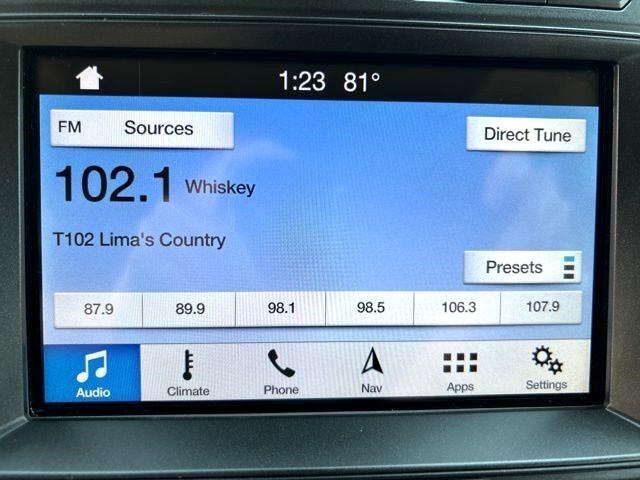 1:23 81°
FM Sources
Direct Tune
102.1 Whiskey
T102 Lima's Country
Presets
87.9 89.9 98.1 98.5 106.3 107.9
Audio Climate Phone Nav Apps Settings